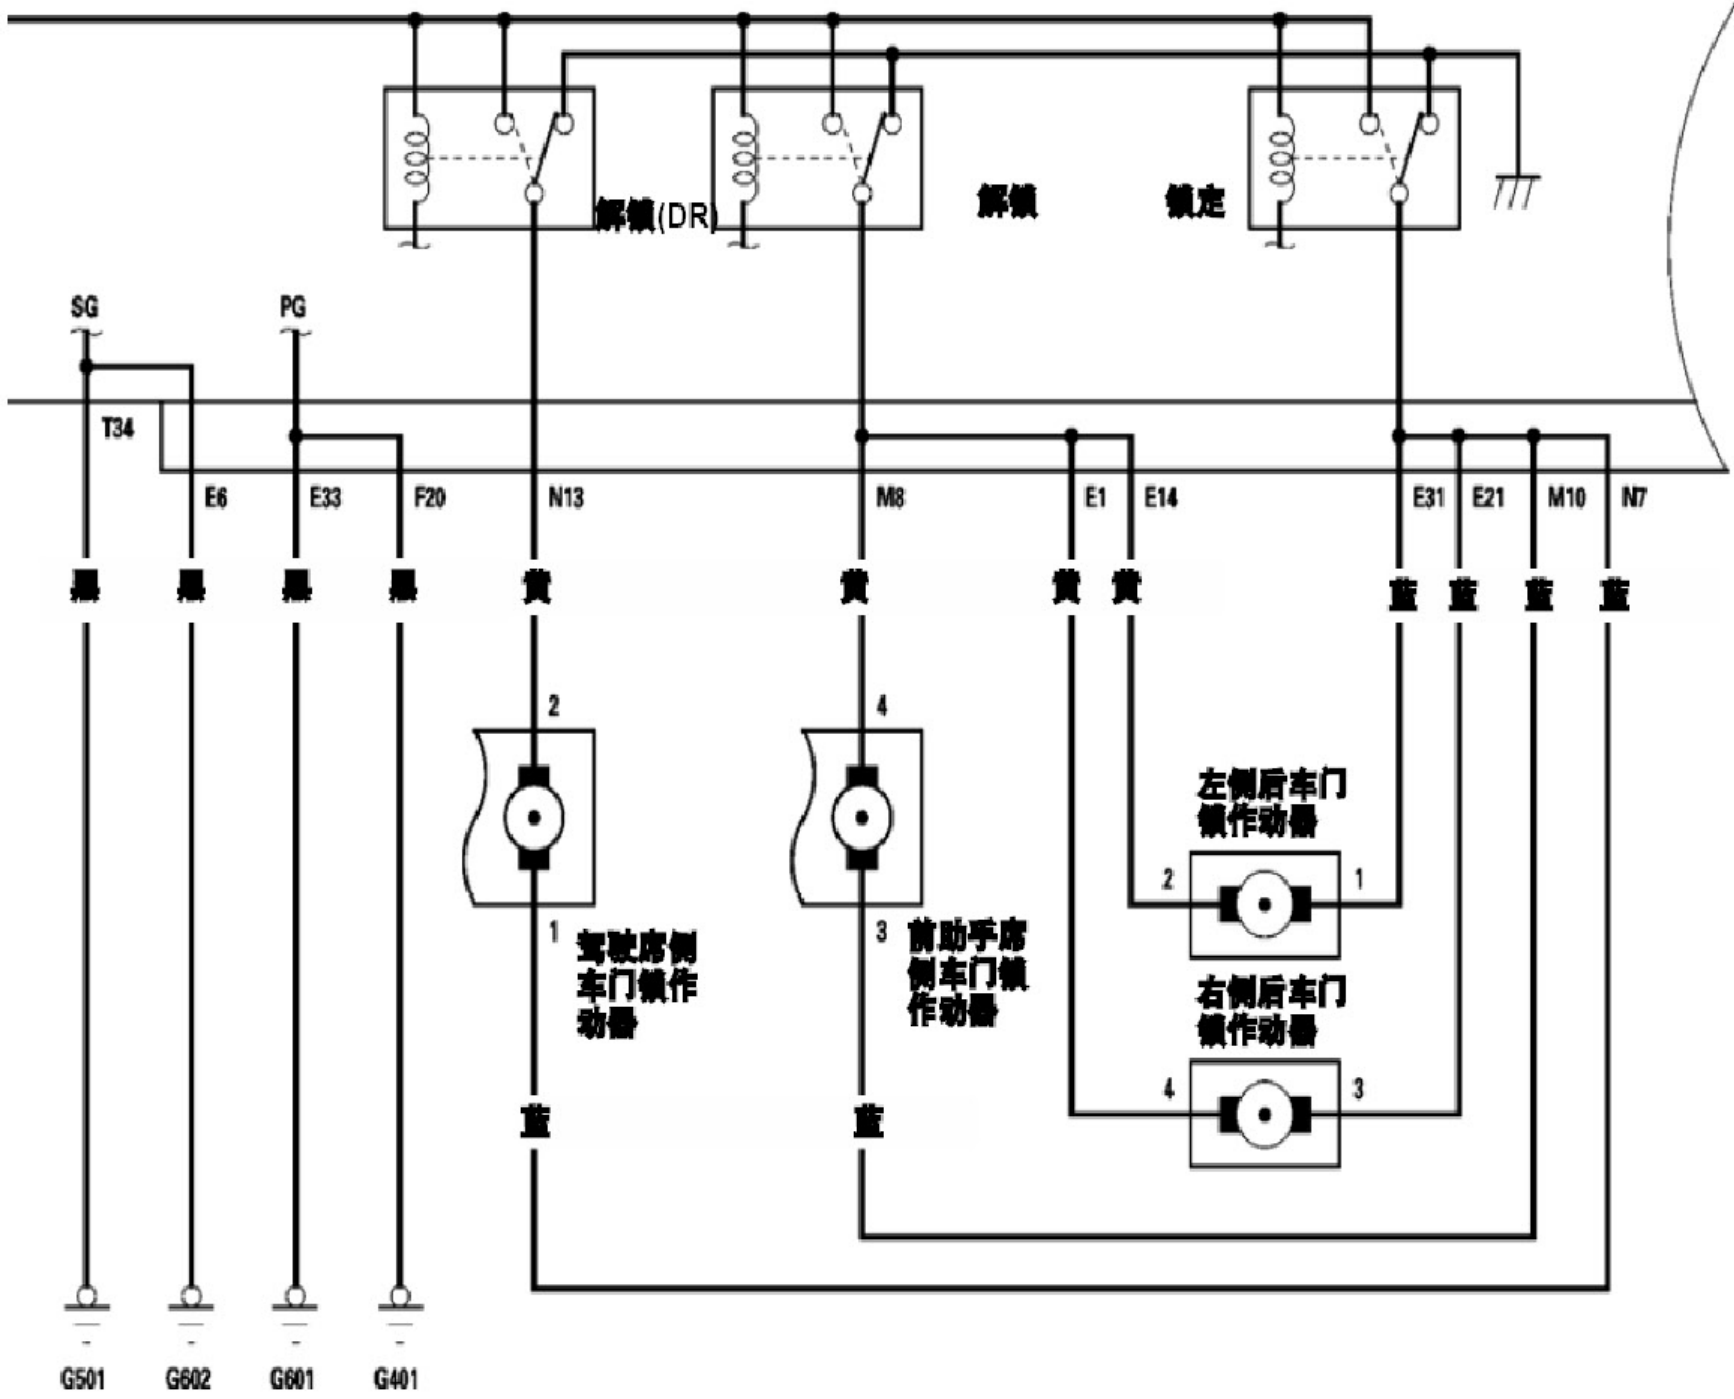 解锁(DR)
解锁
锁定
SG
PG
T34
E6
E33
F20
N13
M8
E1
E14
E31
E21
M10
N7
黑
黑
黑
黑
黄
黄
黄
黄
蓝
蓝
蓝
蓝
2
4
左侧后车门
锁作动器
2
1
1
驾驶席侧
车门锁作
动器
3
前助手席
侧车门锁
作动器
右侧后车门
锁作动器
4
3
蓝
蓝
G501
G602
G601
G401